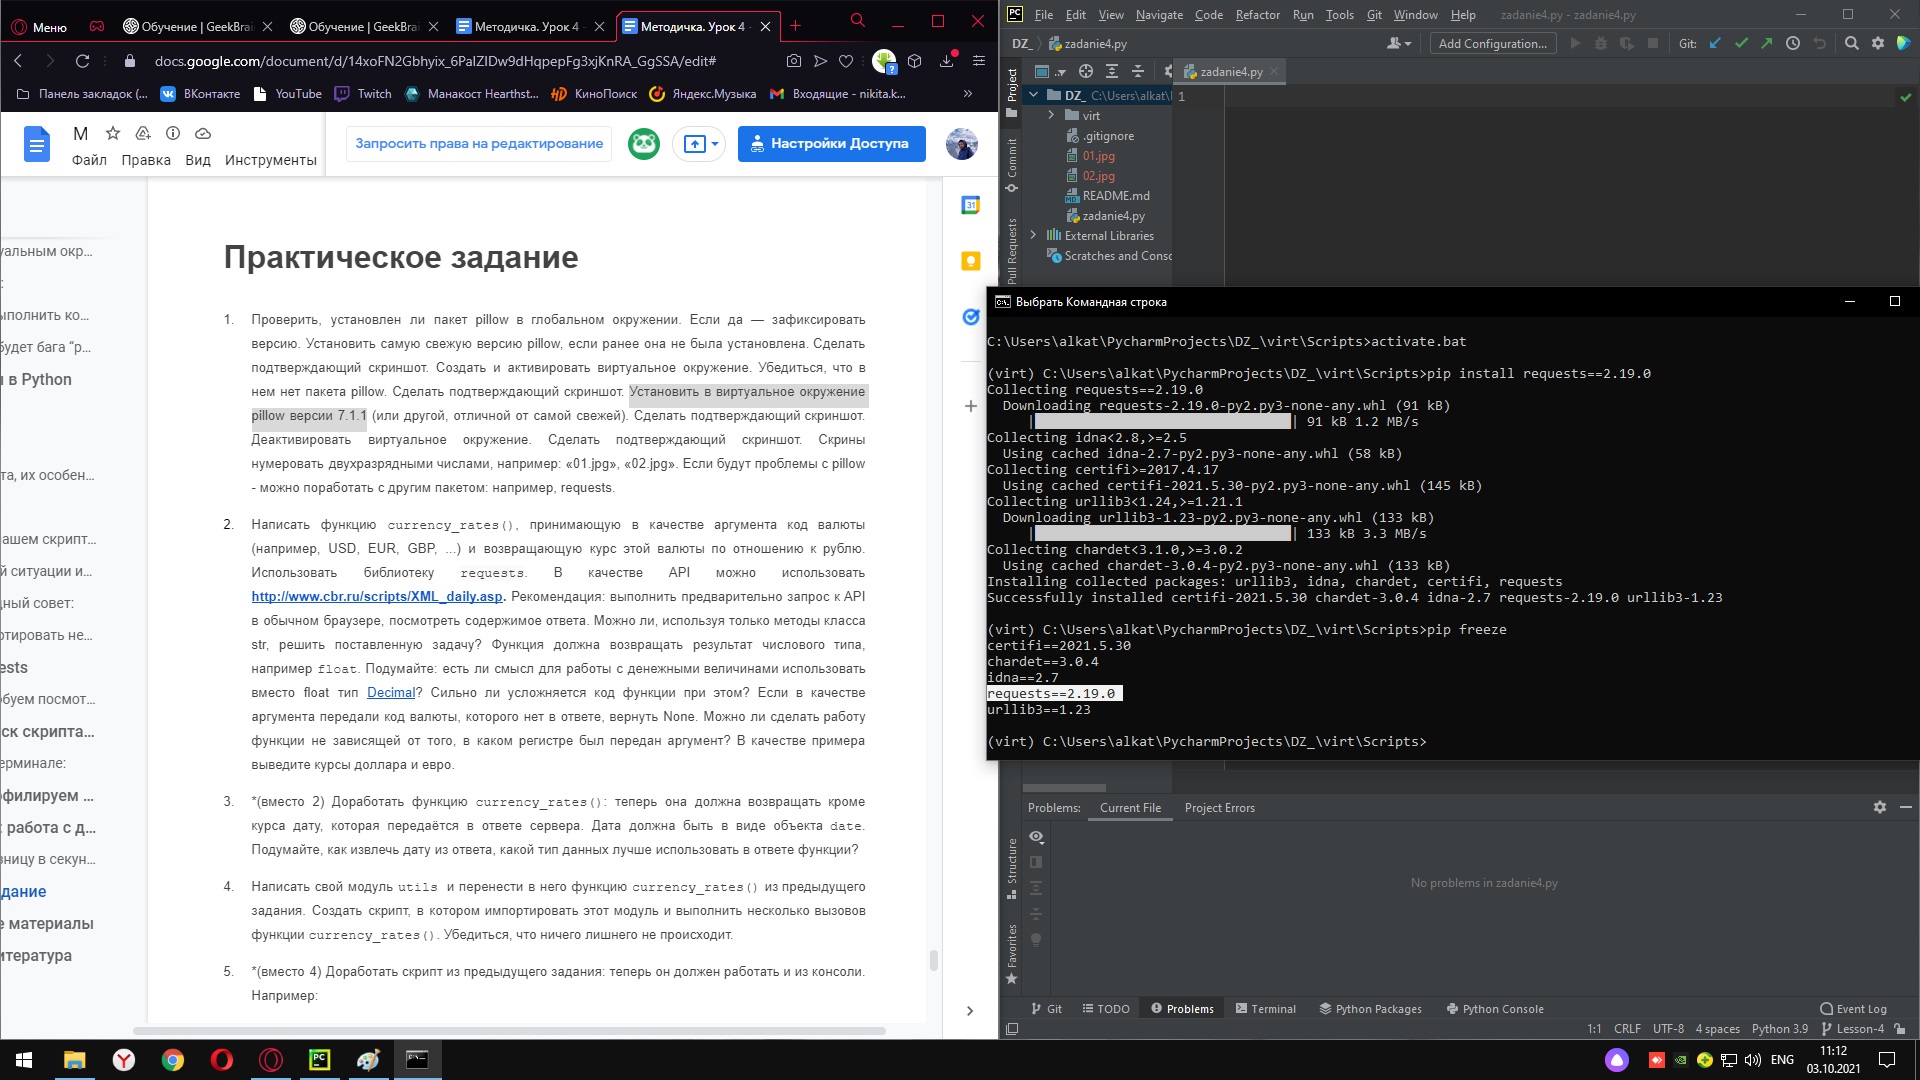 Меню
Обучение | GeekBrai
Обучение | GeekBrai
Методичка. Урок 4 -
Методичка. Урок 4 -
docs.google.com/document/d/14xoFN2Gbhyix_6PaIZIDw9dHqpepFg3xjKnRA_GgSSA/edit#
Панель закладок (...
ВКонтакте
YouTube
Twitch
Манакост Hearthst...
КиноПоиск
Яндекс.Музыка
Входящие - nikita.k...
М
Файл Правка Вид Инструменты
Запросить права на редактирование
Настройки Доступа
уальным окр...
:
ыполнить ко...
будет бага "р...
ı в Python
та, их особен...
ашем скрипт...
й ситуации и...
дный совет:
ртировать не...
ests
обуем посмот...
ск скрипта...
ерминале:
офилируем ...
: работа с д...
зницу в секун...
дание
е материалы
итература
Практическое задание
1. Проверить, установлен ли пакет pillow в глобальном окружении. Если да — зафиксировать
версию. Установить самую свежую версию pillow, если ранее она не была установлена. Сделать
подтверждающий скриншот. Создать и активировать виртуальное окружение. Убедиться, что в
нем нет пакета pillow. Сделать подтверждающий скриншот. Установить в виртуальное окружение
pillow версии 7.1.1 (или другой, отличной от самой свежей). Сделать подтверждающий скриншот.
Деактивировать виртуальное окружение. Сделать подтверждающий скриншот. Скрины
нумеровать двухразрядными числами, например: «01.jpg», «02.jpg». Если будут проблемы с pillow
- можно поработать с другим пакетом: например, requests.
2. Написать функцию currency_rates(), принимающую в качестве аргумента код валюты
(например, USD, EUR, GBP, ...) и возвращающую курс этой валюты по отношению к рублю.
Использовать библиотеку requests. В качестве API можно использовать
http://www.cbr.ru/scripts/XML_daily.asp. Рекомендация: выполнить предварительно запрос к API
в обычном браузере, посмотреть содержимое ответа. Можно ли, используя только методы класса
str, решить поставленную задачу? Функция должна возвращать результат числового типа,
например float. Подумайте: есть ли смысл для работы с денежными величинами использовать
вместо float тип Decimal? Сильно ли усложняется код функции при этом? Если в качестве
аргумента передали код валюты, которого нет в ответе, вернуть None. Можно ли сделать работу
функции не зависящей от того, в каком регистре был передан аргумент? В качестве примера
выведите курсы доллара и евро.
3. *(вместо 2) Доработать функцию currency_rates(): теперь она должна возвращать кроме
курса дату, которая передаётся в ответе сервера. Дата должна быть в виде объекта date.
Подумайте, как извлечь дату из ответа, какой тип данных лучше использовать в ответе функции?
4. Написать свой модуль utils и перенести в него функцию currency_rates() из предыдущего
задания. Создать скрипт, в котором импортировать этот модуль и выполнить несколько вызовов
функции currency_rates(). Убедиться, что ничего лишнего не происходит.
5. *(вместо 4) Доработать скрипт из предыдущего задания: теперь он должен работать и из консоли.
Например:
31
PC File Edit View Navigate Code Refactor Run Tools Git Window Help zadanie4.py - zadanie4.py
DZ_ zadanie4.py
Add Configuration...
Git:
zadanie4.py
Project
Commit
Pull Requests
DZ_ C:\Users\alkat\
virt
.gitignore
01.jpg
02.jpg
README.md
zadanie4.py
External Libraries
Scratches and Consc
1
Выбрать Командная строка
C:\Users\alkat\PycharmProjects\DZ_\virt\Scripts>activate.bat
(virt) C:\Users\alkat\PycharmProjects\DZ_\virt\Scripts>pip install requests==2.19.0
Collecting requests==2.19.0
Downloading requests-2.19.0-py2.py3-none-any.whl (91 kB)
| | 91 kB 1.2 MB/s
Collecting idna<2.8,>=2.5
Using cached idna-2.7-py2.py3-none-any.whl (58 kB)
Collecting certifi>=2017.4.17
Using cached certifi-2021.5.30-py2.py3-none-any.whl (145 kB)
Collecting urllib3<1.24,>=1.21.1
Downloading urllib3-1.23-py2.py3-none-any.whl (133 kB)
| | 133 kB 3.3 MB/s
Collecting chardet<3.1.0,>=3.0.2
Using cached chardet-3.0.4-py2.py3-none-any.whl (133 kB)
Installing collected packages: urllib3, idna, chardet, certifi, requests
Successfully installed certifi-2021.5.30 chardet-3.0.4 idna-2.7 requests-2.19.0 urllib3-1.23
(virt) C:\Users\alkat\PycharmProjects\DZ_\virt\Scripts>pip freeze
certifi==2021.5.30
chardet==3.0.4
idna==2.7
requests==2.19.0
urllib3==1.23
(virt) C:\Users\alkat\PycharmProjects\DZ_\virt\Scripts>
Problems: Current File Project Errors
No problems in zadanie4.py
Structure
Favorites
Git TODO Problems Terminal Python Packages Python Console Event Log
1:1 CRLF UTF-8 4 spaces Python 3.9 Lesson-4
ENG
11:12
03.10.2021